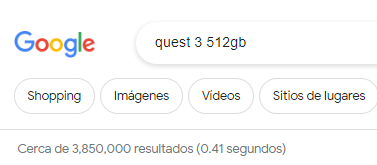 Google
quest 3 512gb
Shopping Imágenes Videos Sitios de lugares
Cerca de 3,850,000 resultados (0.41 segundos)